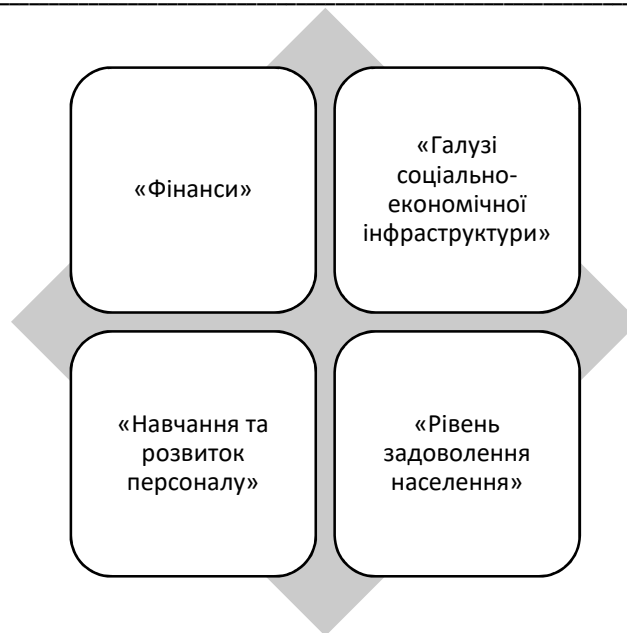 «Фінанси»
«Галузі
соціально-
економічної
інфраструктури»
«Навчання та
розвиток
персоналу»
«Рівень
задоволення
населення»